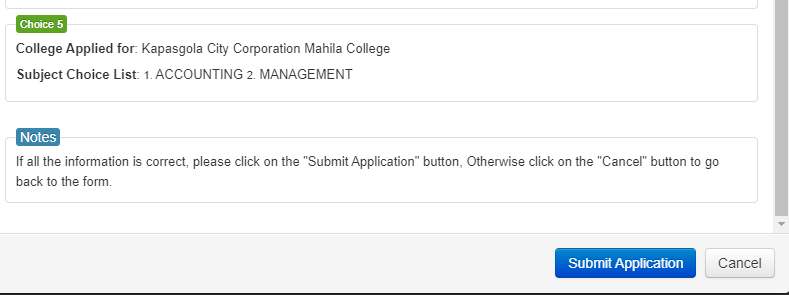 Choice 5
College Applied for: Kapasgola City Corporation Mahila College
Subject Choice List: 1. ACCOUNTING 2. MANAGEMENT
Notes
If all the information is correct, please click on the "Submit Application" button, Otherwise click on the "Cancel" button to go
back to the form.
Submit Application Cancel